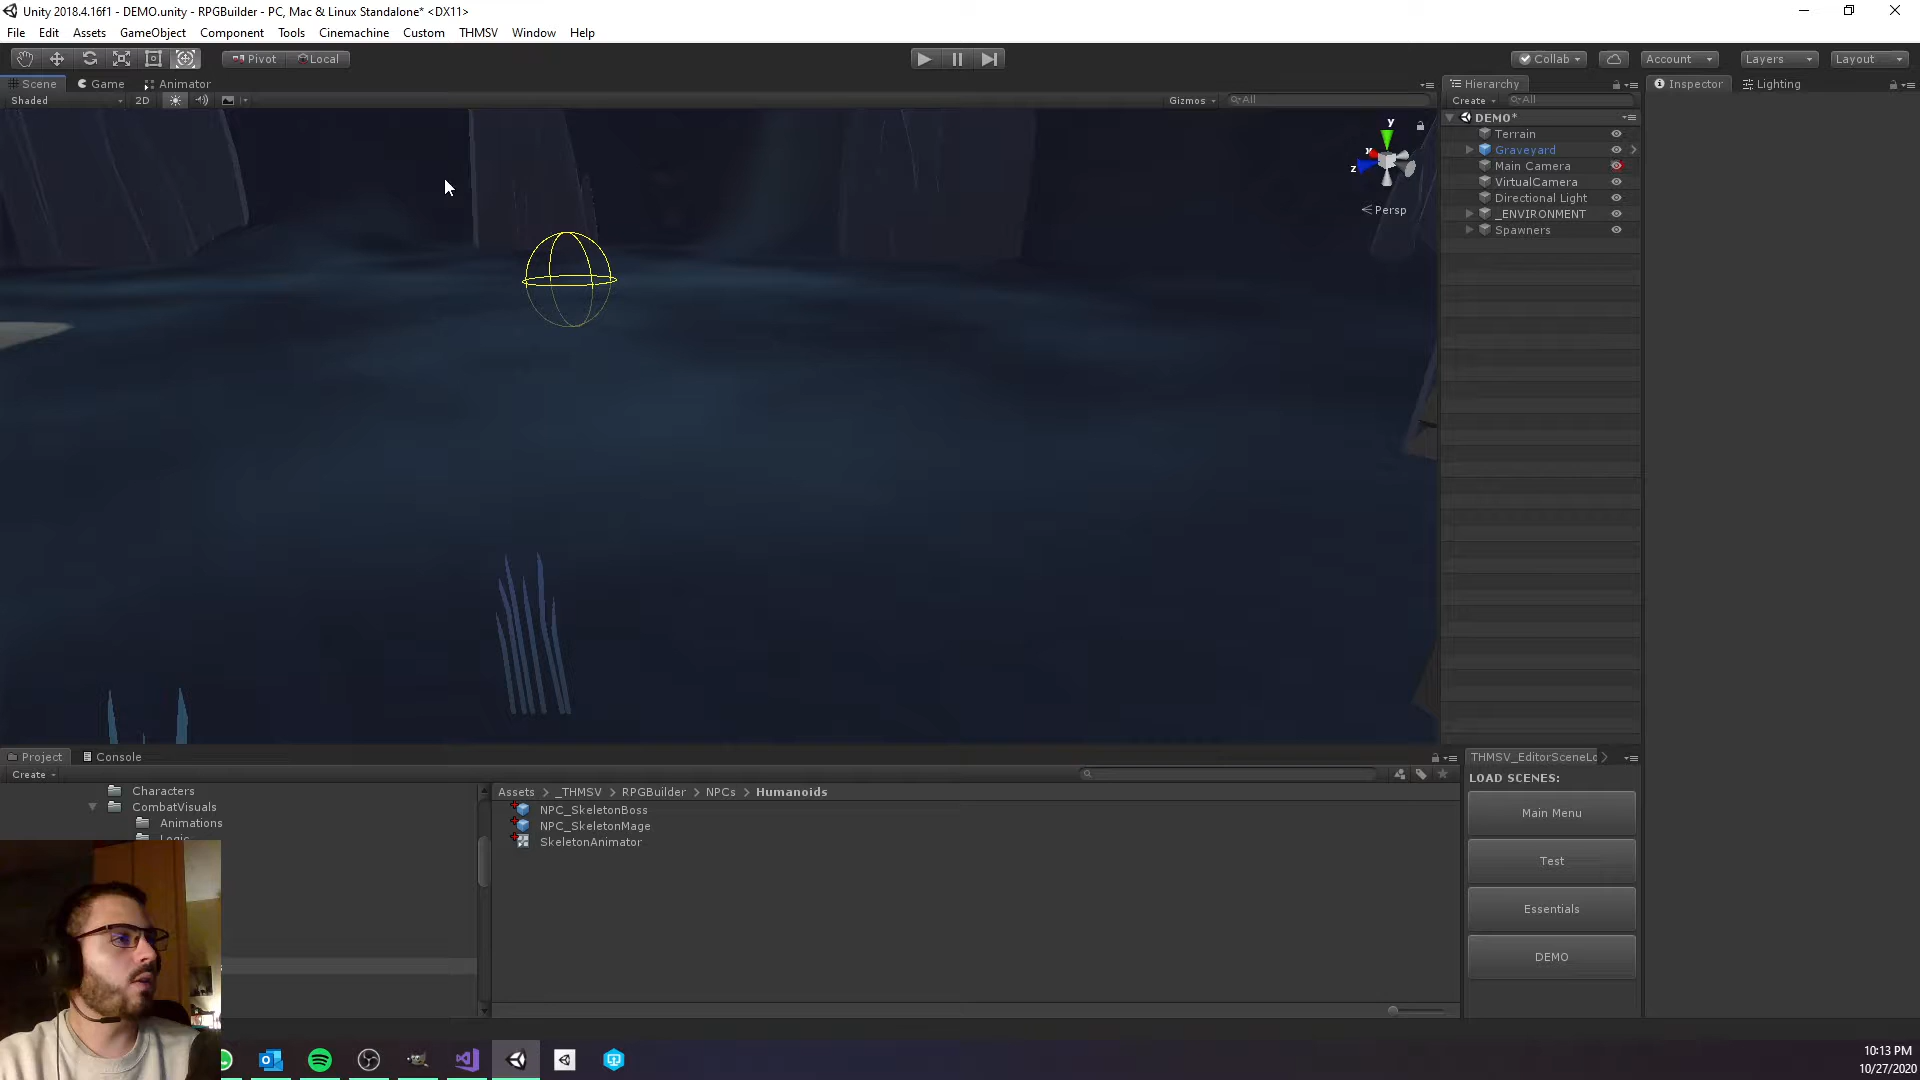 Unity 2018.4.16f1 - DEMO.unity - RPGBuilder - PC, Mac & Linux Standalone* <DX11>
File Edit Assets GameObject Component Tools Cinemachine Custom THMSV Window Help
Pivot Local Collab Account Layers Layout
Scene Game Animator Hierarchy Inspector Lighting
Shaded 2D Gizmos All Create All
DEMO*
Terrain
Graveyard
Main Camera
VirtualCamera
Directional Light
_ENVIRONMENT
Spawners
y
x
z
Persp
Project Console THMSV_EditorSceneLo
Create LOAD SCENES:
Characters
CombatVisuals
Animations
Logic
Assets > _THMSV > RPGBuilder > NPCs > Humanoids
NPC_SkeletonBoss
NPC_SkeletonMage
SkeletonAnimator
Main Menu
Test
Essentials
DEMO
10:13 PM
10/27/2020